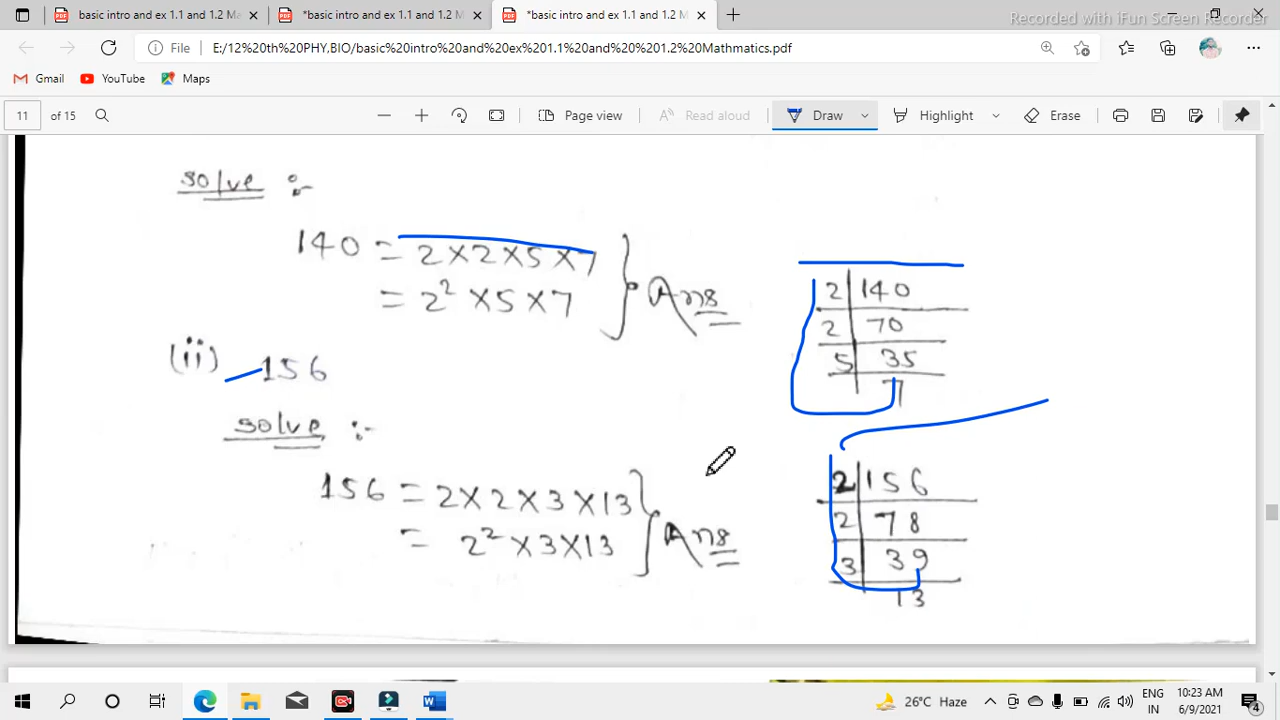 *basic intro and ex 1.1 and 1.2 Ma
*basic intro and ex 1.1 and 1.2 M
*basic intro and ex 1.1 and 1.2 M
Recorded with iFun Screen Recorder
File
E:/12%20th%20PHY.BIO/basic%20intro%20and%20ex%201.1%20and%20%201.2%20Mathmatics.pdf
Gmail
YouTube
Maps
11 of 15
Page view
Read aloud
Draw
Highlight
Erase
solve :-
140 = 2×2×5×7
= 2² ×5×7
Ans
2 140
2 70
5 35
7
(ii) 156
solve :-
156 = 2×2×3×13
= 2² ×3×13
Ans
2 156
2 78
3 39
13
26°C Haze
ENG
IN
10:23 AM
6/9/2021
4